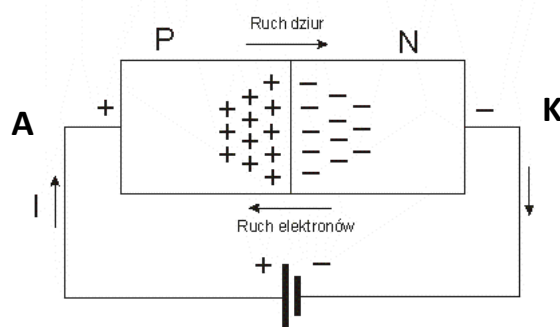 Ruch dziur
P N
+ −
A K
+ + + + + + + + + + − − − − − − − − − −
I
Ruch elektronów
+ −